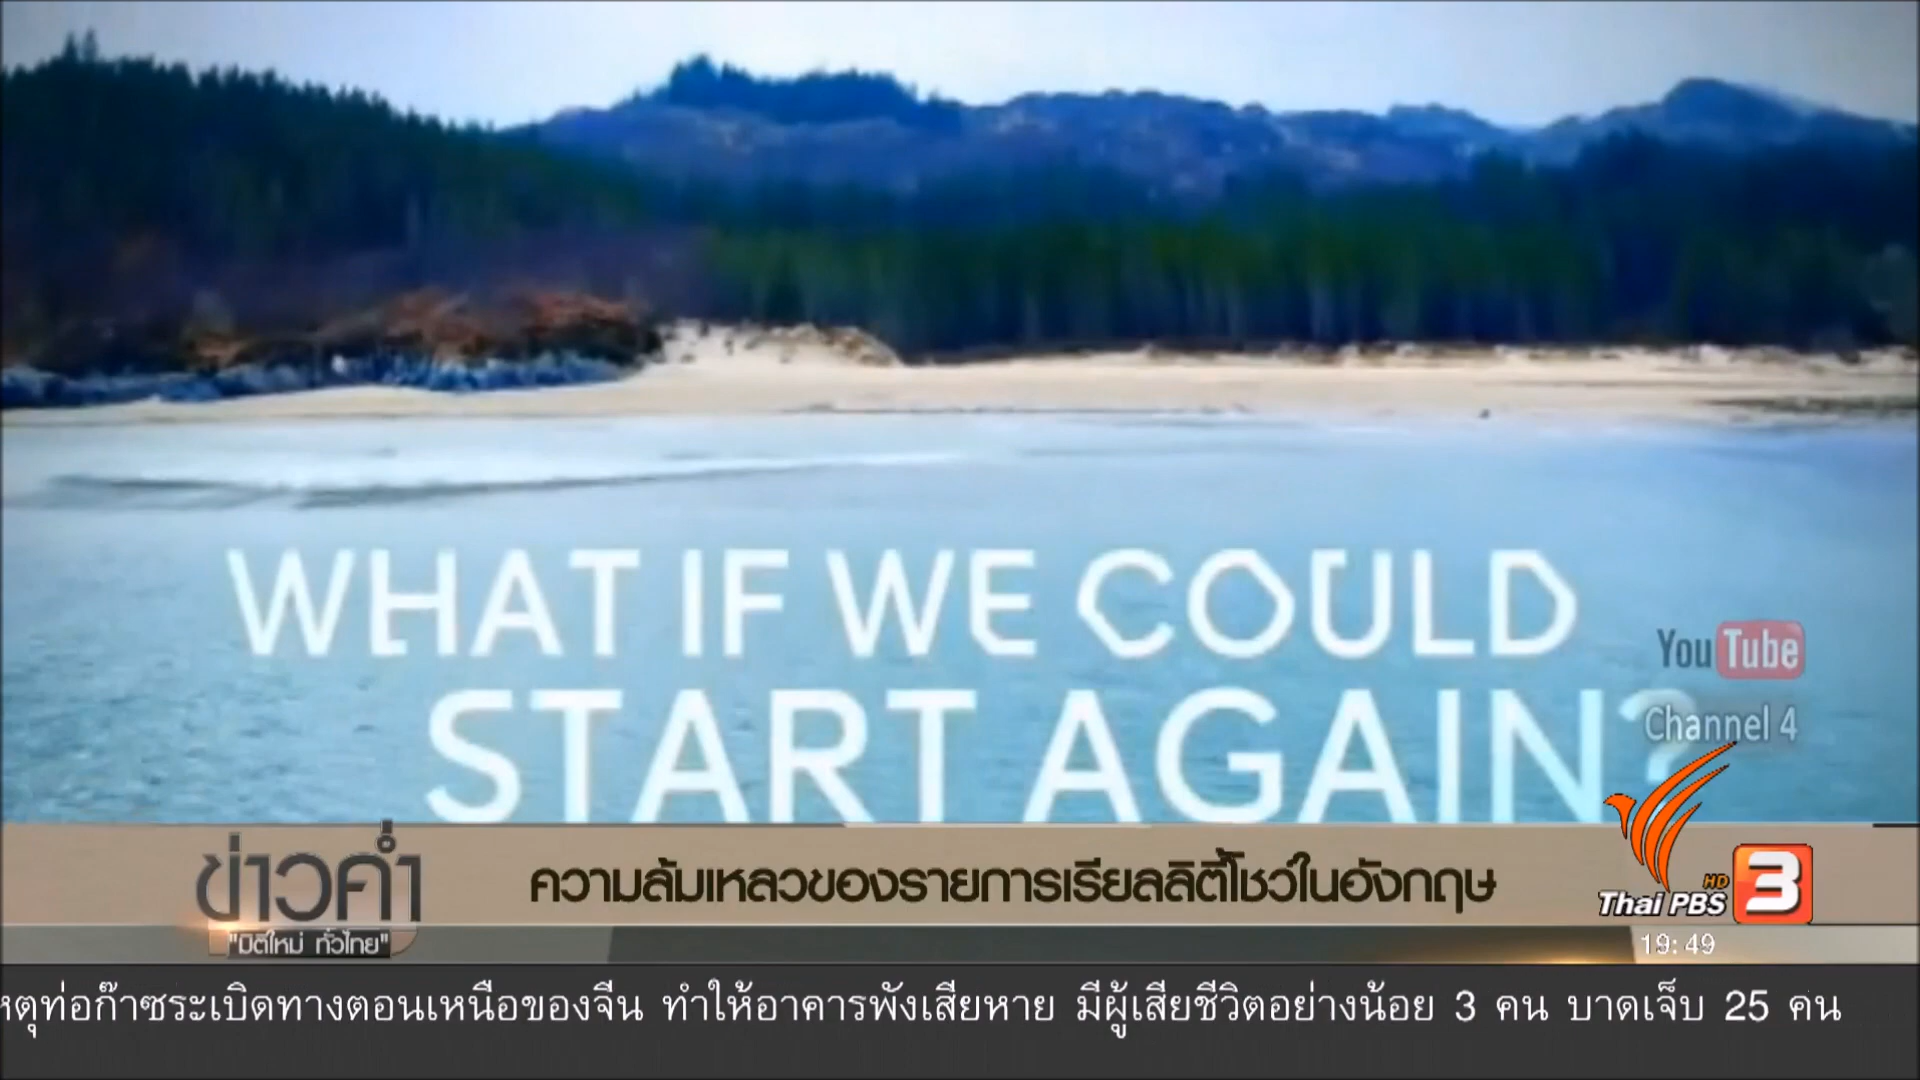 WHAT IF WE COULD
START AGAIN?
YouTube
Channel 4
ข่าวค่ำ
"มิติใหม่ ทั่วไทย"
ความล้มเหลวของรายการเรียลลิตี้โชว์ในอังกฤษ
Thai PBS HD 3
19:49
หตุท่อก๊าซระเบิดทางตอนเหนือของจีน ทำให้อาคารพังเสียหาย มีผู้เสียชีวิตอย่างน้อย 3 คน บาดเจ็บ 25 คน